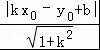 |kx₀ - y₀+b|
√1+k²